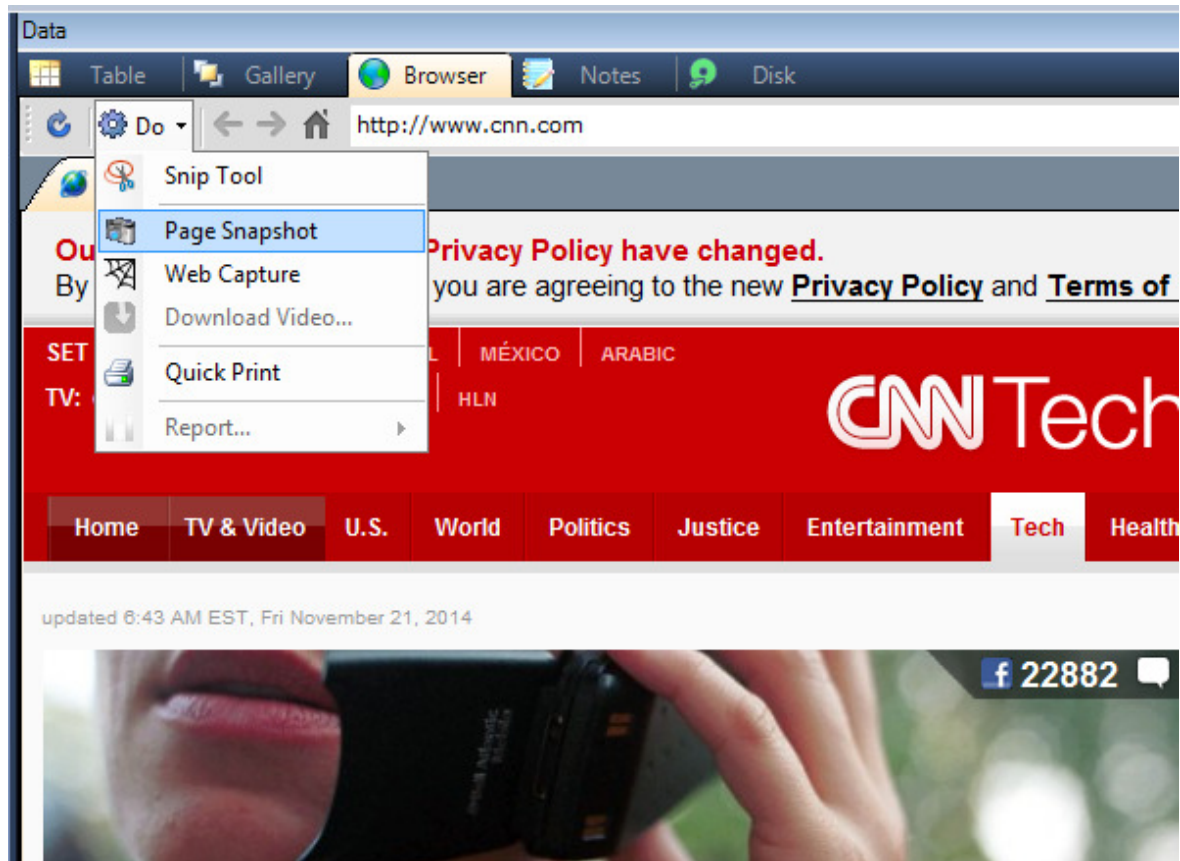 Data
Table Gallery Browser Notes Disk
Do http://www.cnn.com
Snip Tool
Page Snapshot
Web Capture
Download Video...
Quick Print
Report...
Ou Privacy Policy have changed.
By you are agreeing to the new Privacy Policy and Terms of
SET L MÉXICO ARABIC
TV: HLN
CNN Tech
Home TV & Video U.S. World Politics Justice Entertainment Tech Health
updated 6:43 AM EST, Fri November 21, 2014
f 22882